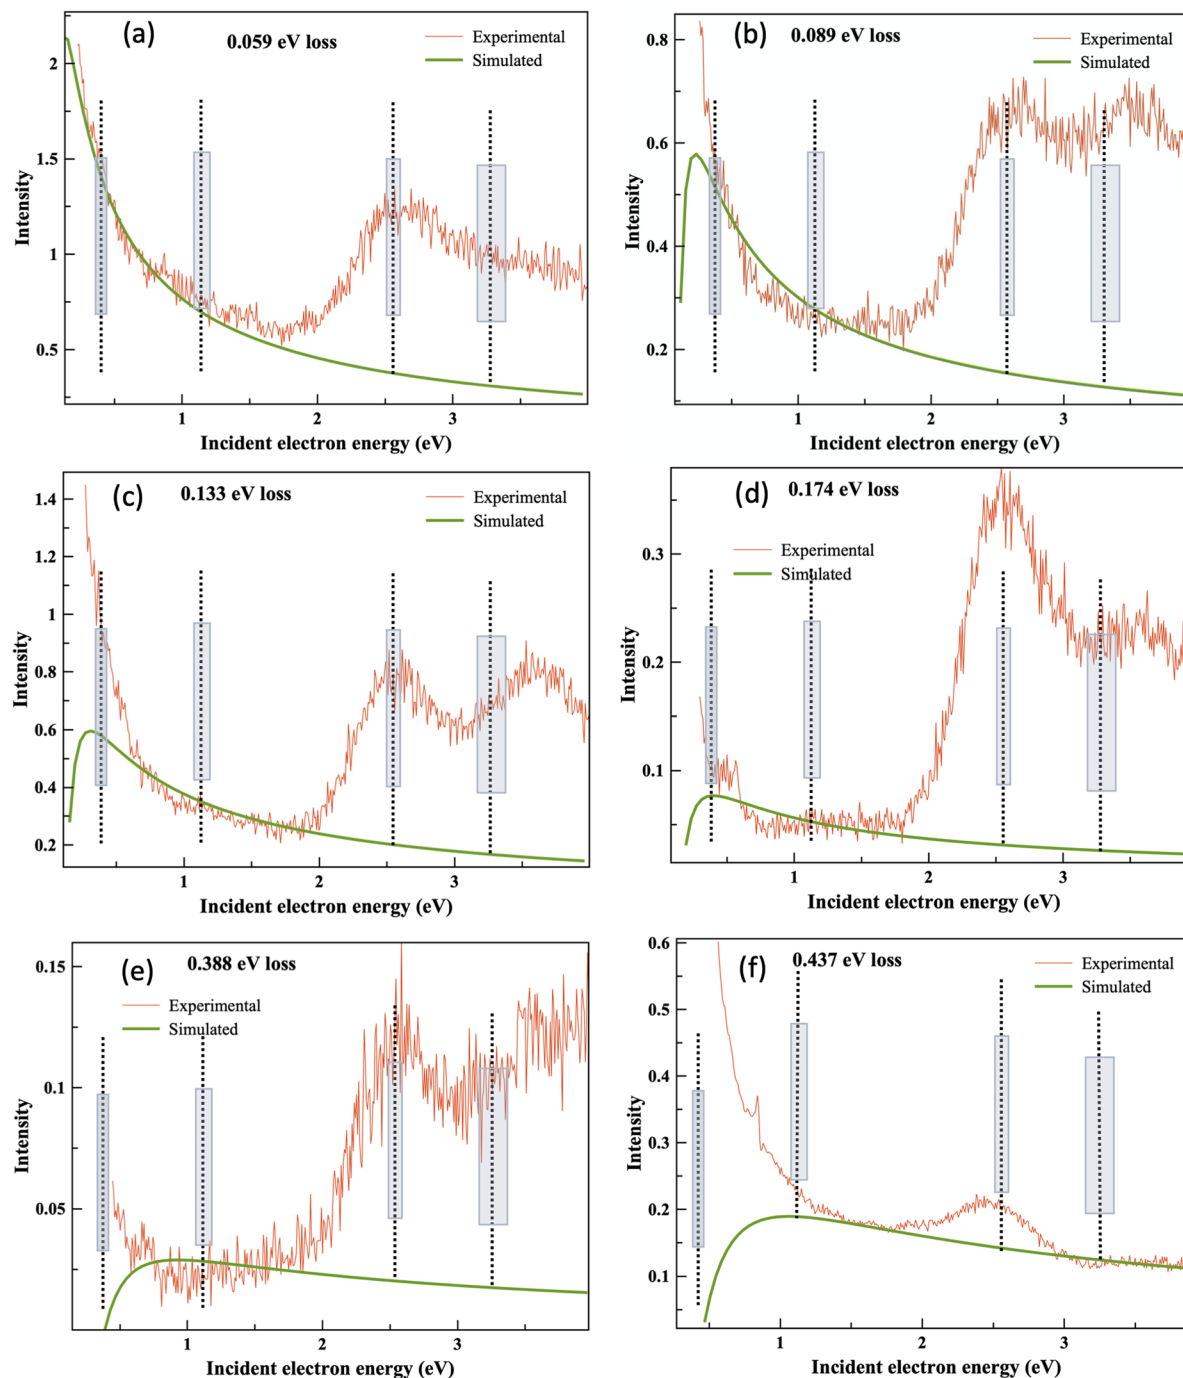 (a)
0.059 eV loss
Experimental
Simulated
2
1.5
1
0.5
Intensity
1
2
3
Incident electron energy (eV)
(b)
0.089 eV loss
Experimental
Simulated
0.8
0.6
0.4
0.2
Intensity
1
2
3
Incident electron energy (eV)
(c)
0.133 eV loss
Experimental
Simulated
1.4
1.2
1
0.8
0.6
0.4
0.2
Intensity
1
2
3
Incident electron energy (eV)
(d)
0.174 eV loss
Experimental
Simulated
0.3
0.2
0.1
Intensity
1
2
3
Incident electron energy (eV)
(e)
0.388 eV loss
Experimental
Simulated
0.15
0.1
0.05
Intensity
1
2
3
Incident electron energy (eV)
(f)
0.437 eV loss
Experimental
Simulated
0.6
0.5
0.4
0.3
0.2
0.1
Intensity
1
2
3
Incident electron energy (eV)